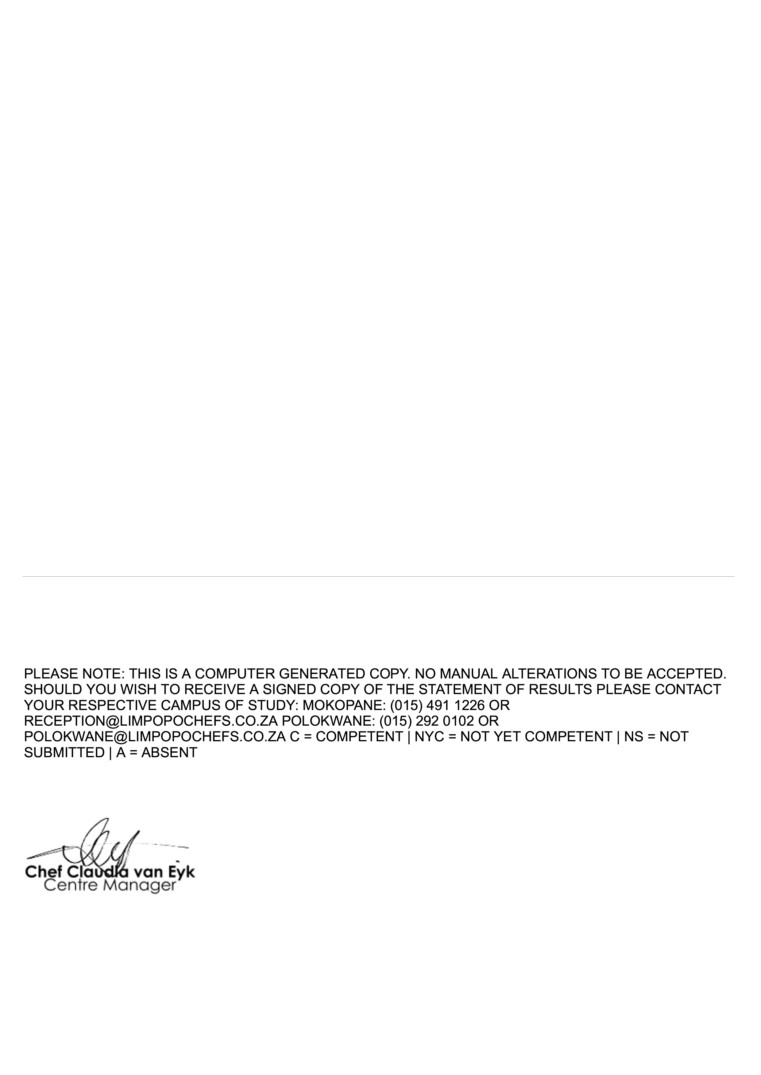 PLEASE NOTE: THIS IS A COMPUTER GENERATED COPY. NO MANUAL ALTERATIONS TO BE ACCEPTED.
SHOULD YOU WISH TO RECEIVE A SIGNED COPY OF THE STATEMENT OF RESULTS PLEASE CONTACT
YOUR RESPECTIVE CAMPUS OF STUDY: MOKOPANE: (015) 491 1226 OR
RECEPTION@LIMPOPOCHEFS.CO.ZA POLOKWANE: (015) 292 0102 OR
POLOKWANE@LIMPOPOCHEFS.CO.ZA C = COMPETENT | NYC = NOT YET COMPETENT | NS = NOT
SUBMITTED | A = ABSENT
Chef Claudia van Eyk
Centre Manager